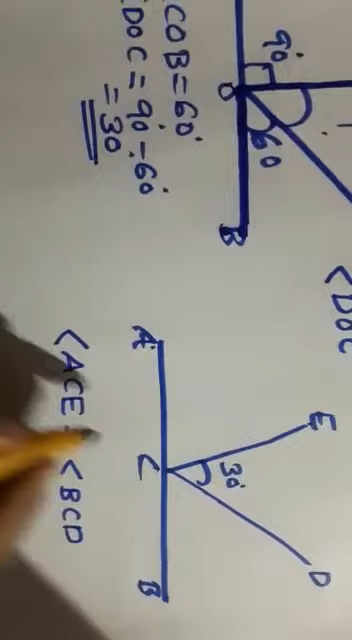 90°
O
60
B
COB = 60°
DOC = 90° - 60°
= 30
<DOC
A
E
C
30°
D
B
<ACE = <BCD